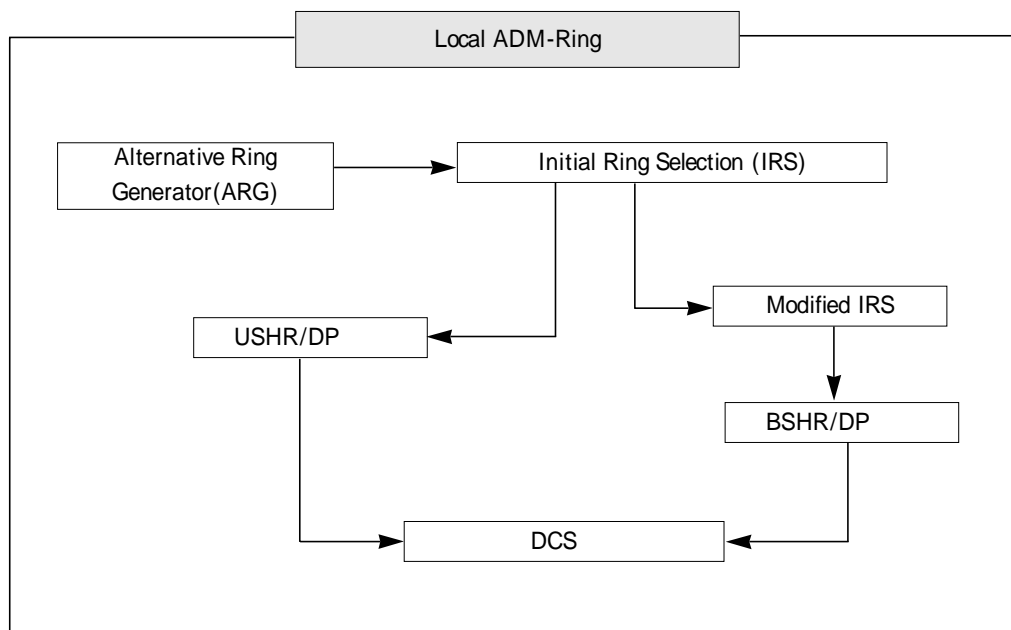 Local ADM-Ring
Alternative Ring
Generator(ARG)
Initial Ring Selection (IRS)
Modified IRS
USHR/DP
BSHR/DP
DCS